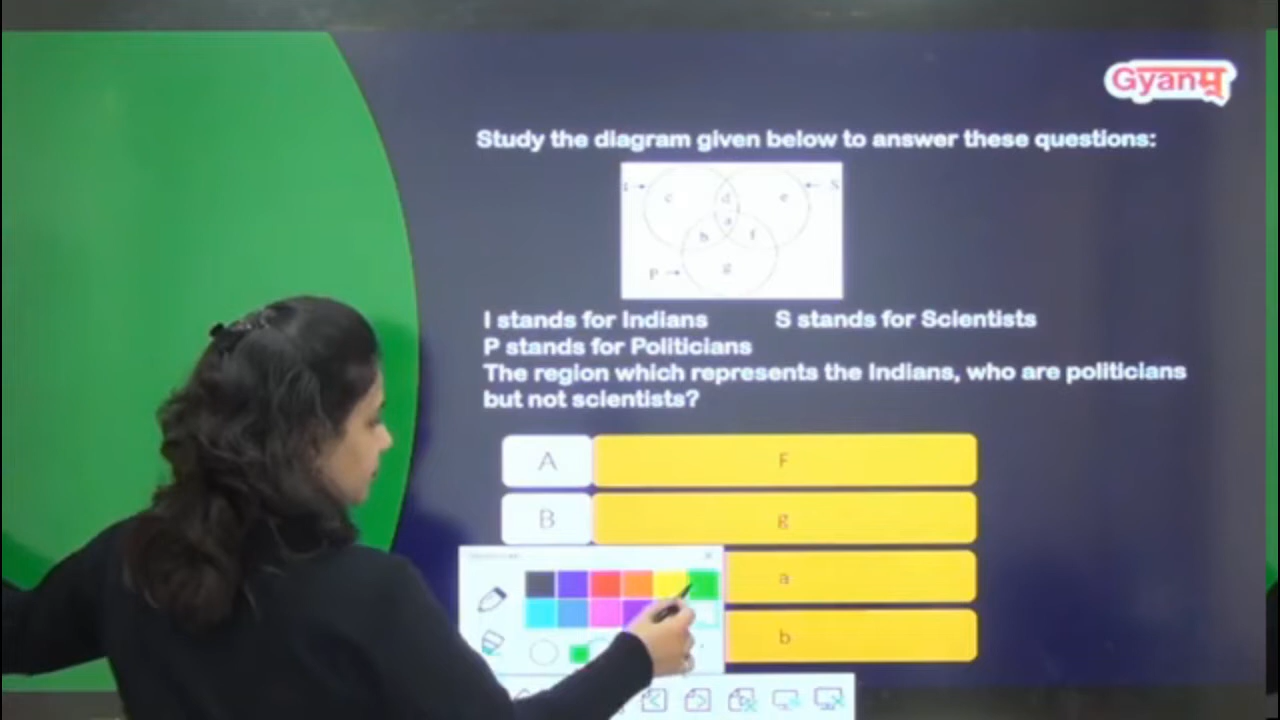 Gyanम्
Study the diagram given below to answer these questions:
I S
c d e
a
b f
g
P
I stands for Indians S stands for Scientists
P stands for Politicians
The region which represents the Indians, who are politicians
but not scientists?
A F
B g
a
b